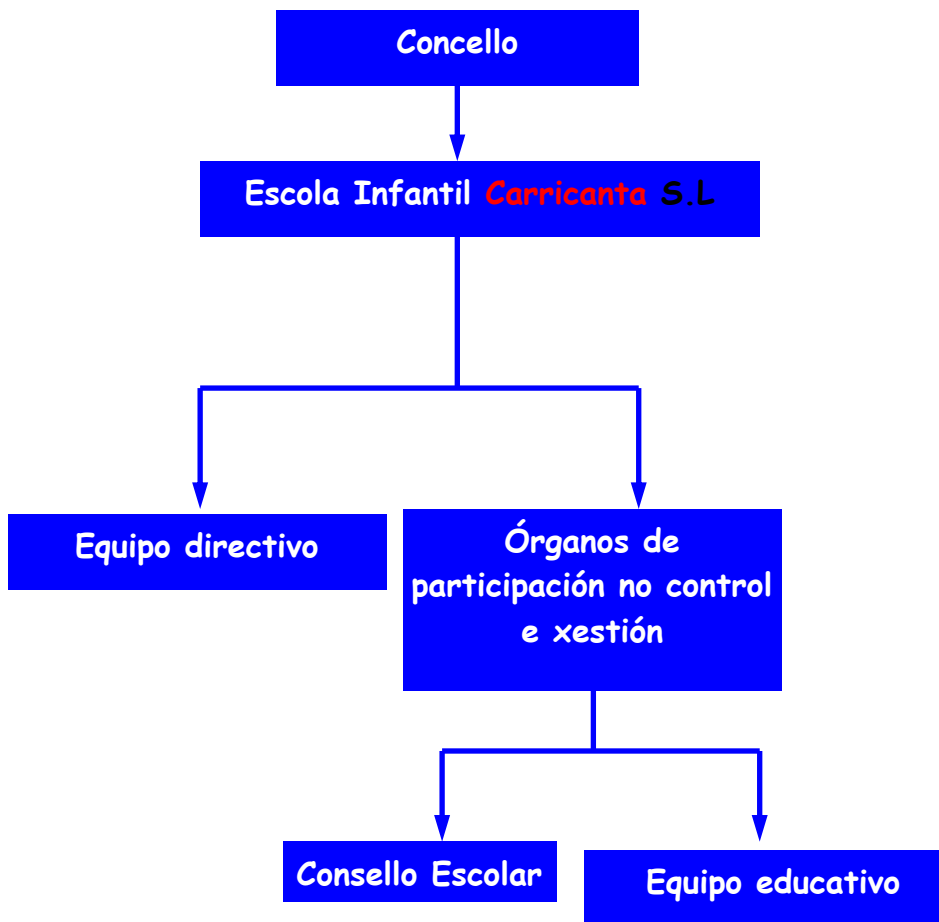 Concello
Escola Infantil Carricanta S.L
Equipo directivo
Órganos de
participación no control
e xestión
Consello Escolar
Equipo educativo